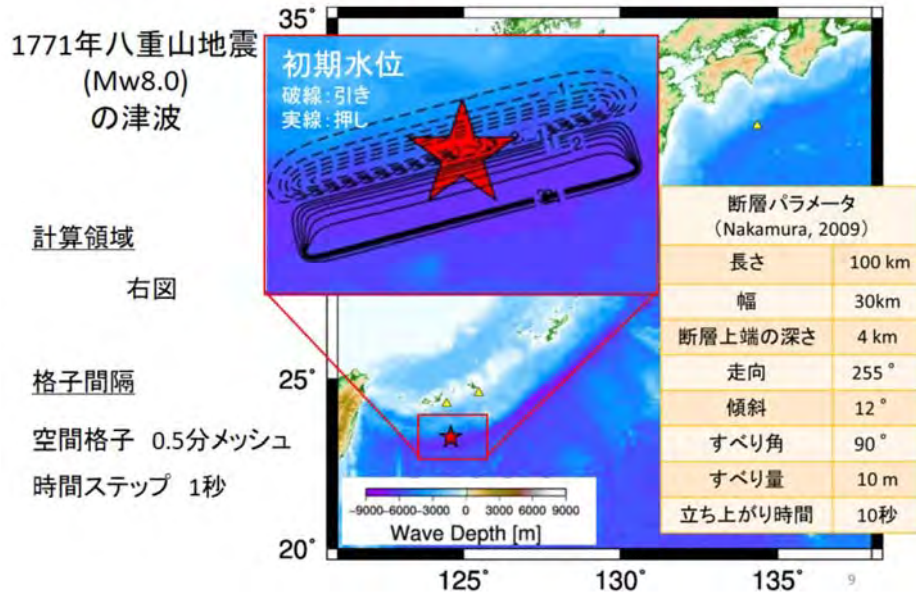 1771年八重山地震
(Mw8.0)
の津波
計算領域
右図
格子間隔
空間格子 0.5分メッシュ
時間ステップ 1秒
35°
初期水位
破線:引き
実線:押し
25°
20°
125°
130°
135°
-9000 -6000 -3000 0 3000 6000 9000
Wave Depth [m]
断層パラメータ
(Nakamura, 2009)
長さ 100 km
幅 30km
断層上端の深さ 4 km
走向 255°
傾斜 12°
すべり角 90°
すべり量 10 m
立ち上がり時間 10秒
9